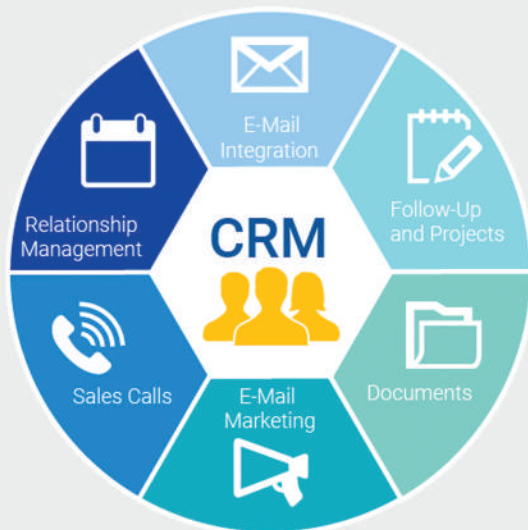 E-Mail
Integration
Follow-Up
and Projects
Documents
E-Mail
Marketing
Sales Calls
Relationship
Management
CRM